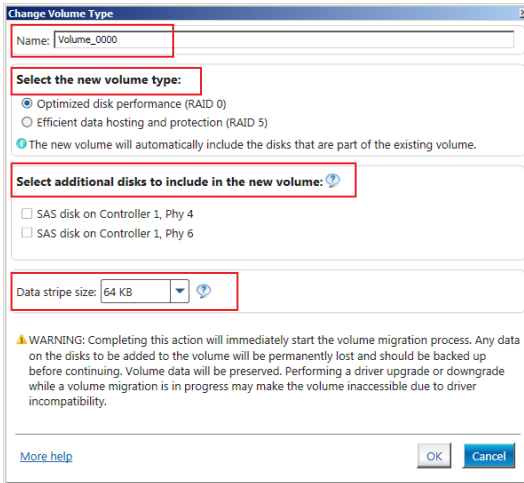 Change Volume Type
Name: Volume_0000
Select the new volume type:
Optimized disk performance (RAID 0)
Efficient data hosting and protection (RAID 5)
The new volume will automatically include the disks that are part of the existing volume.
Select additional disks to include in the new volume:
SAS disk on Controller 1, Phy 4
SAS disk on Controller 1, Phy 6
Data stripe size: 64 KB
WARNING: Completing this action will immediately start the volume migration process. Any data
on the disks to be added to the volume will be permanently lost and should be backed up
before continuing. Volume data will be preserved. Performing a driver upgrade or downgrade
while a volume migration is in progress may make the volume inaccessible due to driver
incompatibility.
More help
OK
Cancel